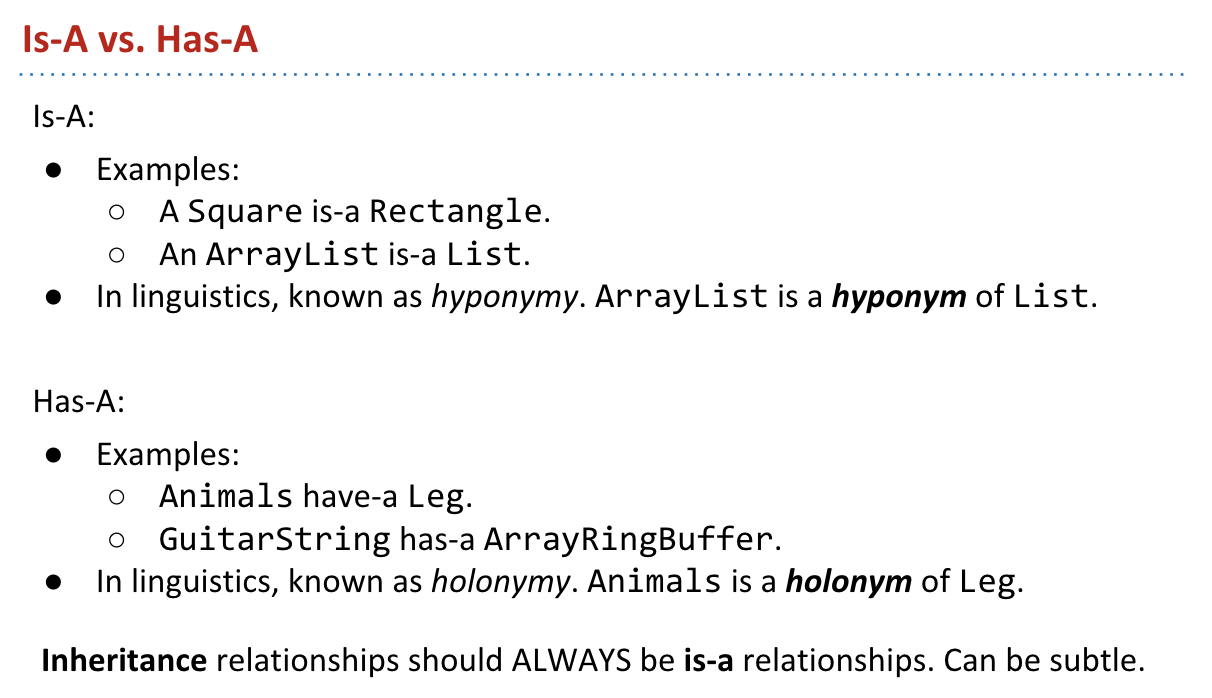 Is-A vs. Has-A
Is-A:
● Examples:
○ A Square is-a Rectangle.
○ An ArrayList is-a List.
● In linguistics, known as hyponymy. ArrayList is a hyponym of List.
Has-A:
● Examples:
○ Animals have-a Leg.
○ GuitarString has-a ArrayRingBuffer.
● In linguistics, known as holonymy. Animals is a holonym of Leg.
Inheritance relationships should ALWAYS be is-a relationships. Can be subtle.